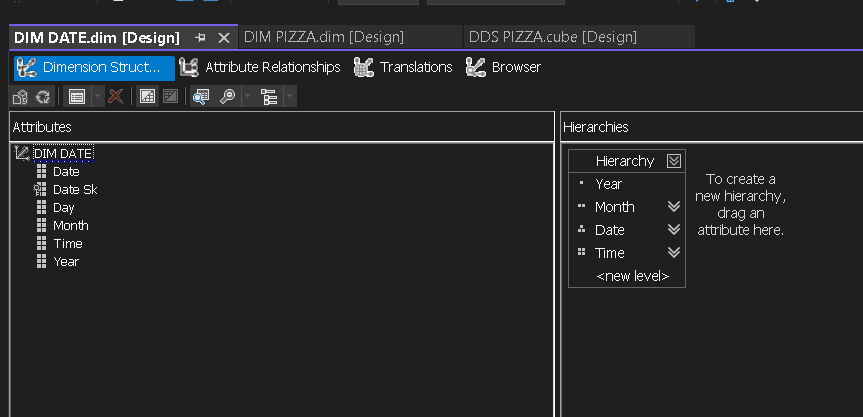 DIM DATE.dim [Design]
DIM PIZZA.dim [Design]
DDS PIZZA.cube [Design]
Dimension Struct...
Attribute Relationships
Translations
Browser
Attributes
Hierarchies
DIM DATE
Date
Date Sk
Day
Month
Time
Year
Hierarchy
Year
Month
Date
Time
<new level>
To create a
new hierarchy,
drag an
attribute here.